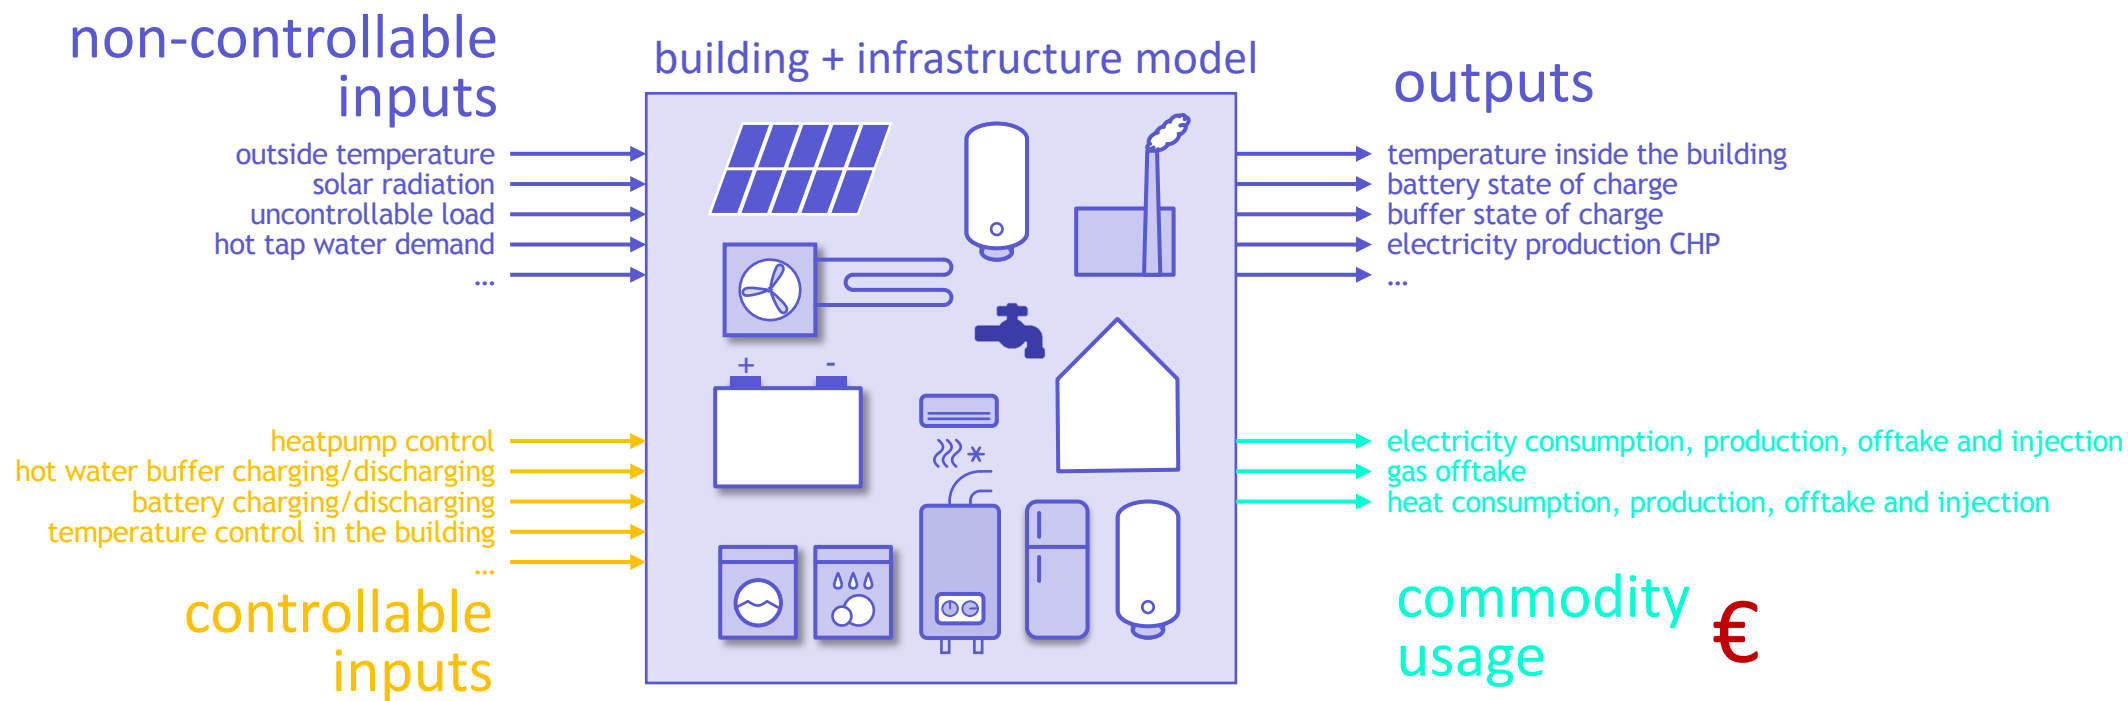 non-controllable
inputs
outside temperature
solar radiation
uncontrollable load
hot tap water demand
...
heatpump control
hot water buffer charging/discharging
battery charging/discharging
temperature control in the building
...
controllable
inputs
building + infrastructure model
+ -
outputs
temperature inside the building
battery state of charge
buffer state of charge
electricity production CHP
...
electricity consumption, production, offtake and injection
gas offtake
heat consumption, production, offtake and injection
commodity
usage
€